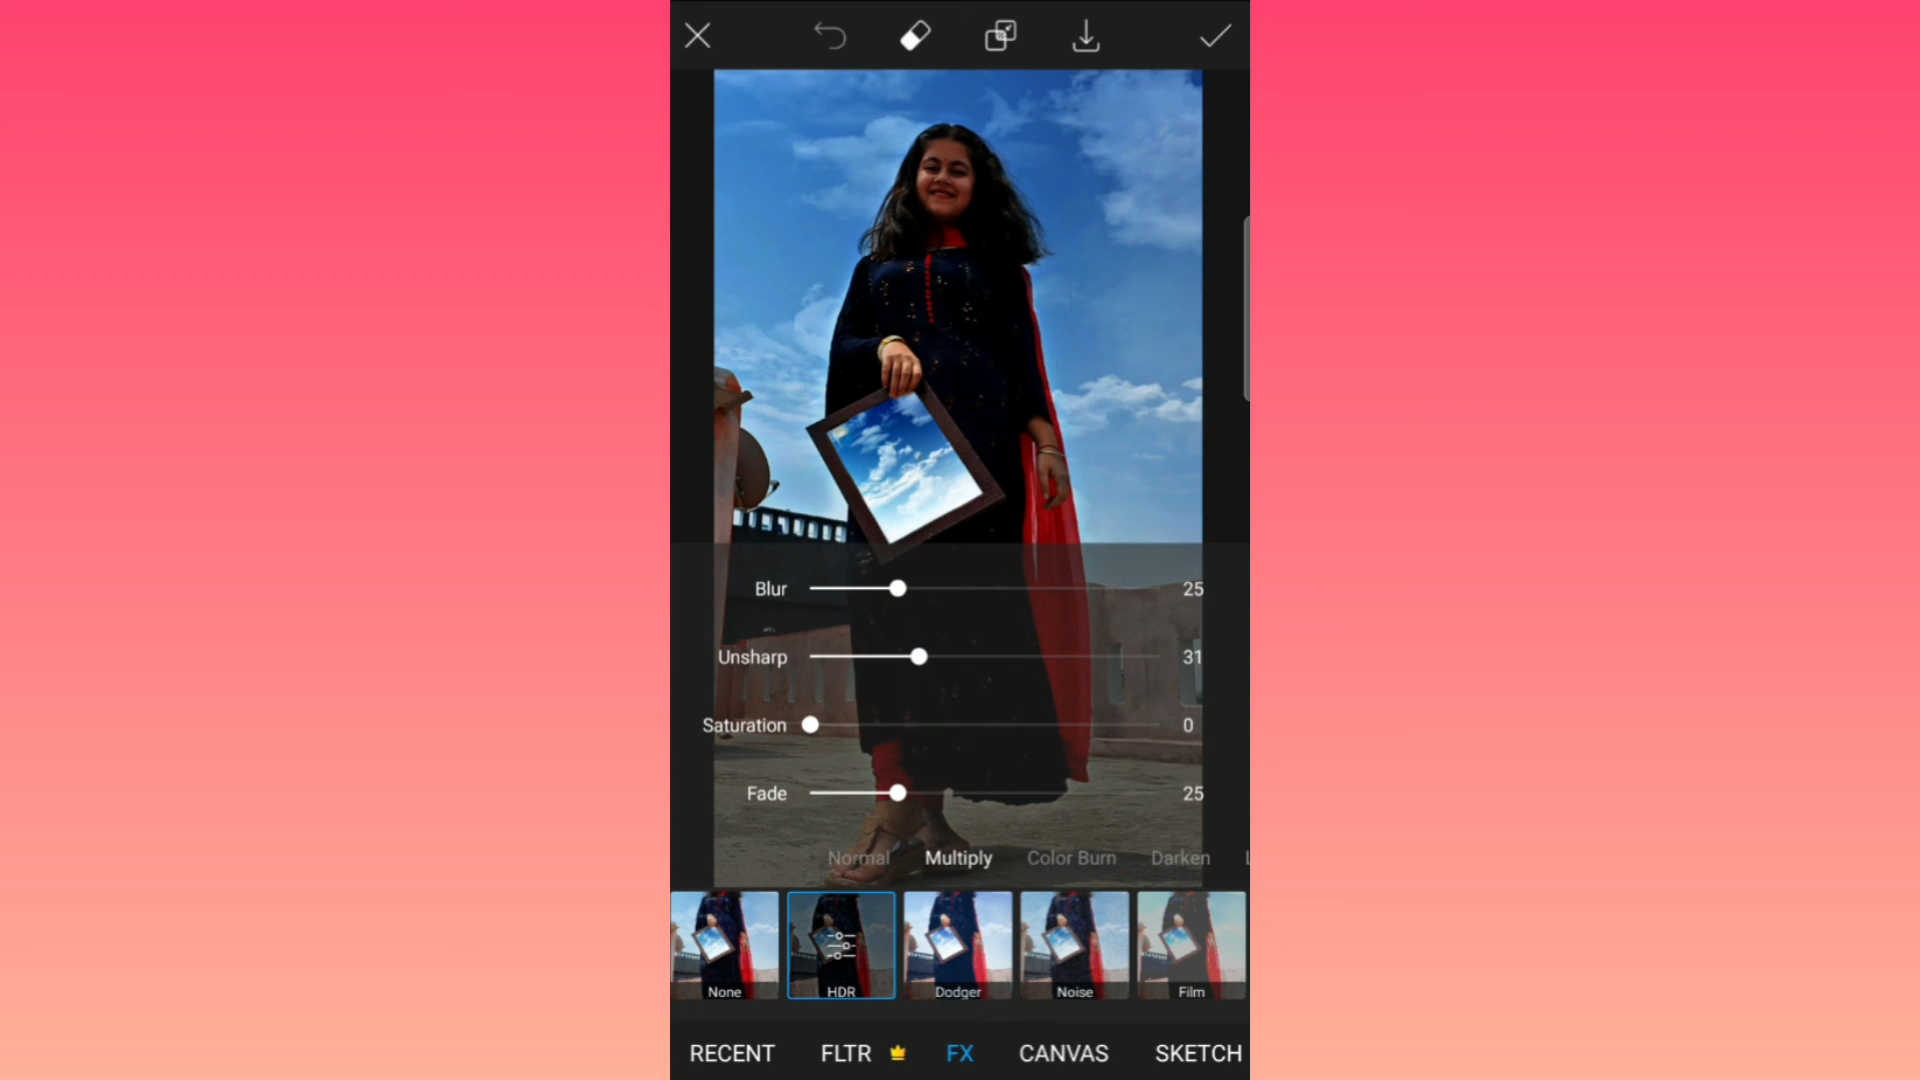 Blur 25
Unsharp 31
Saturation 0
Fade 25
Normal Multiply Color Burn Darken L
None HDR Dodger Noise Film
RECENT FLTR FX CANVAS SKETCH